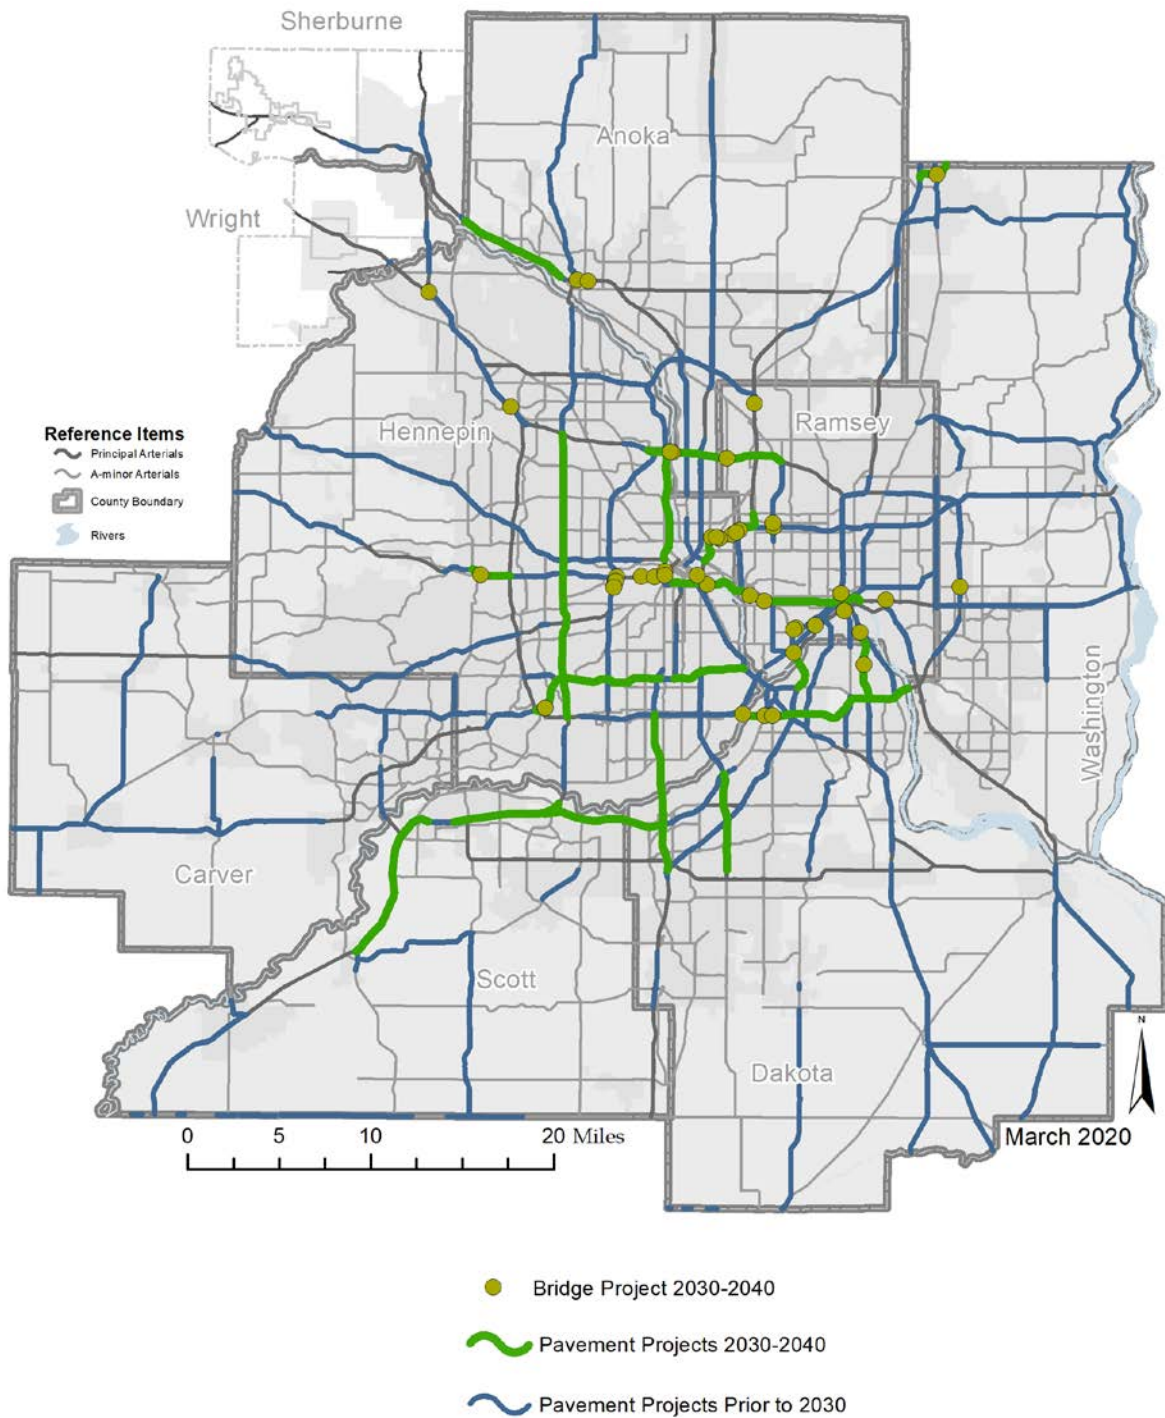 Sherburne
Anoka
Wright
Ramsey
Hennepin
Reference Items
Principal Arterials
A-minor Arterials
County Boundary
Rivers
Washington
Carver
Scott
Dakota
N
0 5 10 20 Miles
March 2020
Bridge Project 2030-2040
Pavement Projects 2030-2040
Pavement Projects Prior to 2030